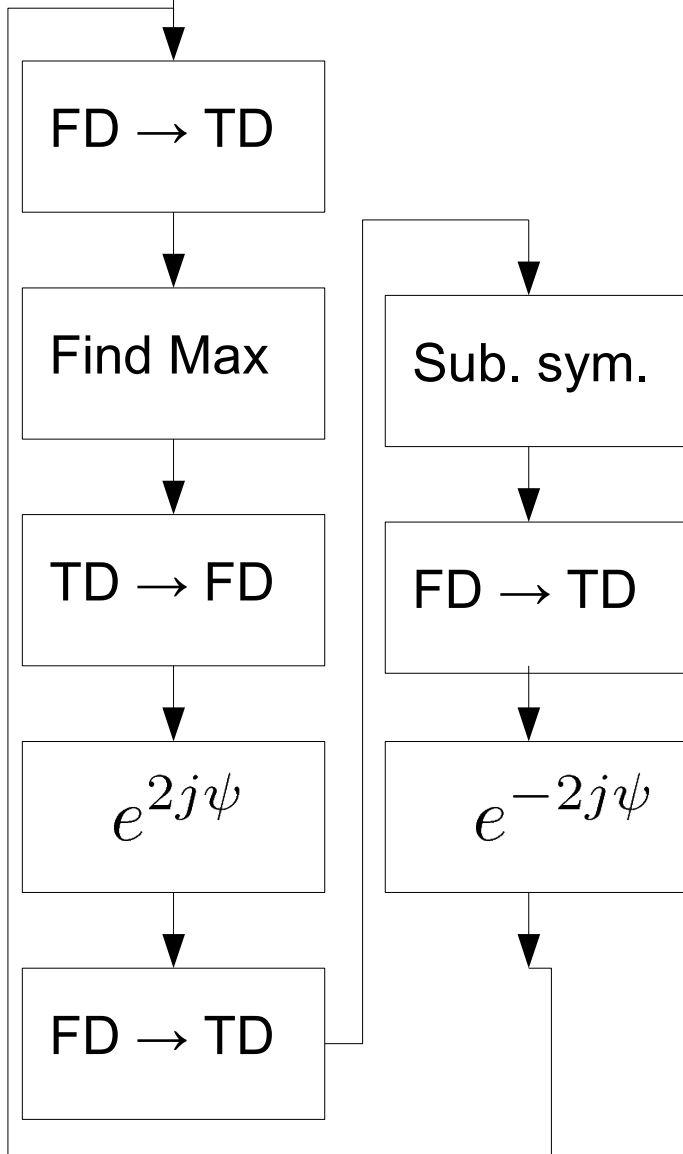 FD → TD
Find Max
TD → FD
e^{2jψ}
FD → TD
Sub. sym.
FD → TD
e^{-2jψ}